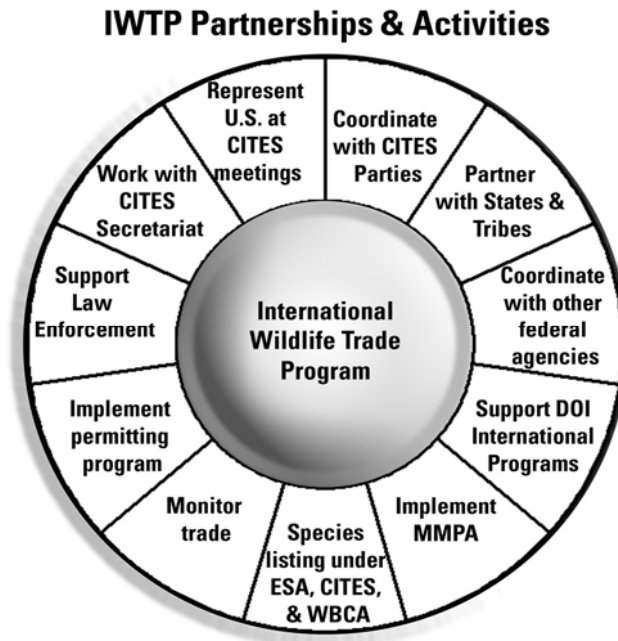 IWTP Partnerships & Activities
Represent
U.S. at
CITES
meetings
Coordinate
with CITES
Parties
Partner
with States &
Tribes
Coordinate
with other
federal
agencies
Support DOI
International
Programs
Implement
MMPA
Species
listing under
ESA, CITES,
& WBCA
Monitor
trade
Implement
permitting
program
Support
Law
Enforcement
Work with
CITES
Secretariat
International
Wildlife Trade
Program